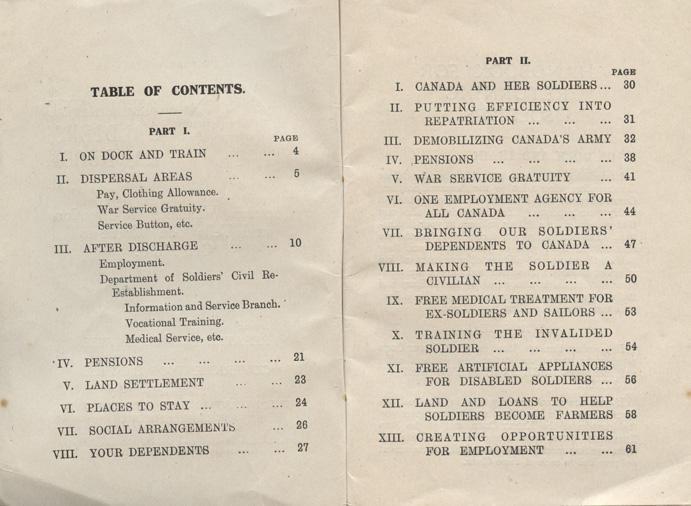 TABLE OF CONTENTS.
PART I.
PAGE
I. ON DOCK AND TRAIN ... ... 4
II. DISPERSAL AREAS ... ... 5
Pay, Clothing Allowance.
War Service Gratuity.
Service Button, etc.
III. AFTER DISCHARGE ... ... 10
Employment.
Department of Soldiers' Civil Re-
Establishment.
Information and Service Branch.
Vocational Training.
Medical Service, etc.
IV. PENSIONS ... ... ... ... 21
V. LAND SETTLEMENT ... ... 23
VI. PLACES TO STAY ... ... ... 24
VII. SOCIAL ARRANGEMENTS ... 26
VIII. YOUR DEPENDENTS ... ... 27
PART II.
PAGE
I. CANADA AND HER SOLDIERS ... 30
II. PUTTING EFFICIENCY INTO
REPATRIATION ... ... ... 31
III. DEMOBILIZING CANADA'S ARMY 32
IV. PENSIONS ... ... ... ... 38
V. WAR SERVICE GRATUITY ... 41
VI. ONE EMPLOYMENT AGENCY FOR
ALL CANADA ... ... ... 44
VII. BRINGING OUR SOLDIERS'
DEPENDENTS TO CANADA ... 47
VIII. MAKING THE SOLDIER A
CIVILIAN ... ... ... ... 50
IX. FREE MEDICAL TREATMENT FOR
EX-SOLDIERS AND SAILORS ... 53
X. TRAINING THE INVALIDED
SOLDIER ... ... ... ... 54
XI. FREE ARTIFICIAL APPLIANCES
FOR DISABLED SOLDIERS ... 56
XII. LAND AND LOANS TO HELP
SOLDIERS BECOME FARMERS 58
XIII. CREATING OPPORTUNITIES
FOR EMPLOYMENT ... ... 61